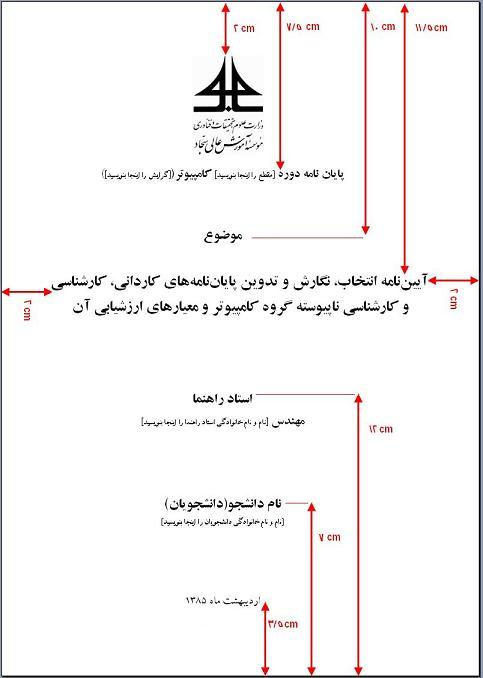 ۲ cm
۷/۵ cm
۱۰ cm
۱۱/۵ cm
وزارت علوم تحقیقات و فناوری
موسسه آموزش عالی سجاد
پایان نامه دوره [مقطع را اینجا بنویسید] کامپیوتر ([گرایش را اینجا بنویسید])
موضوع
آیین‌نامه انتخاب، نگارش و تدوین پایان‌نامه‌های کاردانی، کارشناسی
و کارشناسی ناپیوسته گروه کامپیوتر و معیارهای ارزشیابی آن
۲ cm
۲ cm
استاد راهنما
مهندس [نام و نام خانوادگی استاد راهنما را اینجا بنویسید]
۱۲ cm
نام دانشجو(دانشجویان)
[نام و نام خانوادگی دانشجویان را اینجا بنویسید]
۷ cm
اردیبهشت ماه ۱۳۸۵
۳/۵ cm